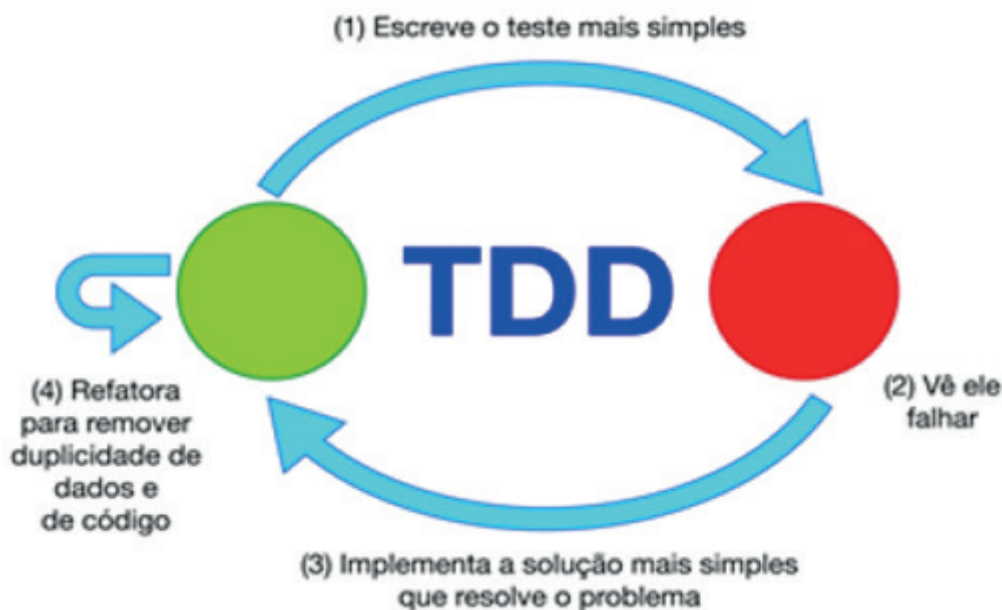 (1) Escreve o teste mais simples
TDD
(2) Vê ele
falhar
(3) Implementa a solução mais simples
que resolve o problema
(4) Refatora
para remover
duplicidade de
dados e
de código